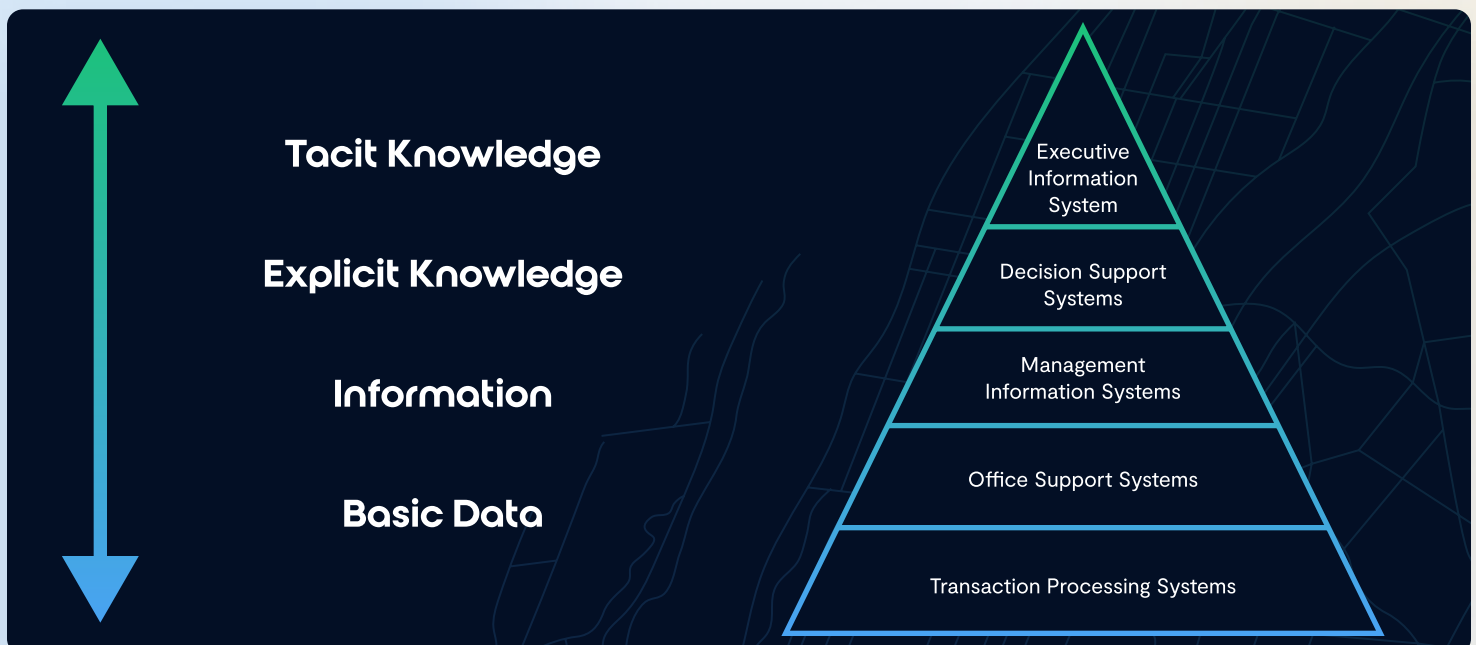 Tacit Knowledge
Explicit Knowledge
Information
Basic Data
Executive
Information
System
Decision Support
Systems
Management
Information Systems
Office Support Systems
Transaction Processing Systems